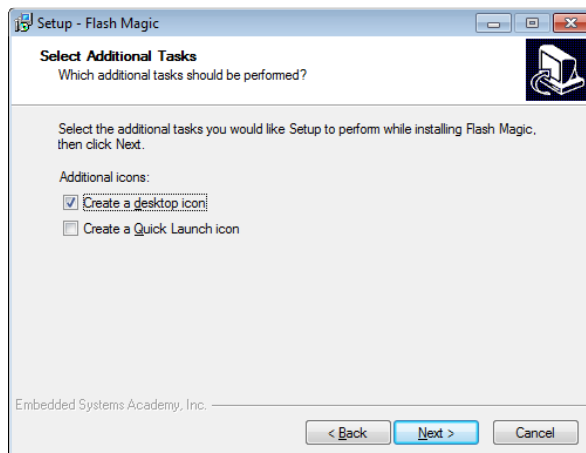 Setup - Flash Magic
Select Additional Tasks
Which additional tasks should be performed?
Select the additional tasks you would like Setup to perform while installing Flash Magic,
then click Next.
Additional icons:
Create a desktop icon
Create a Quick Launch icon
Embedded Systems Academy, Inc.
< Back
Next >
Cancel